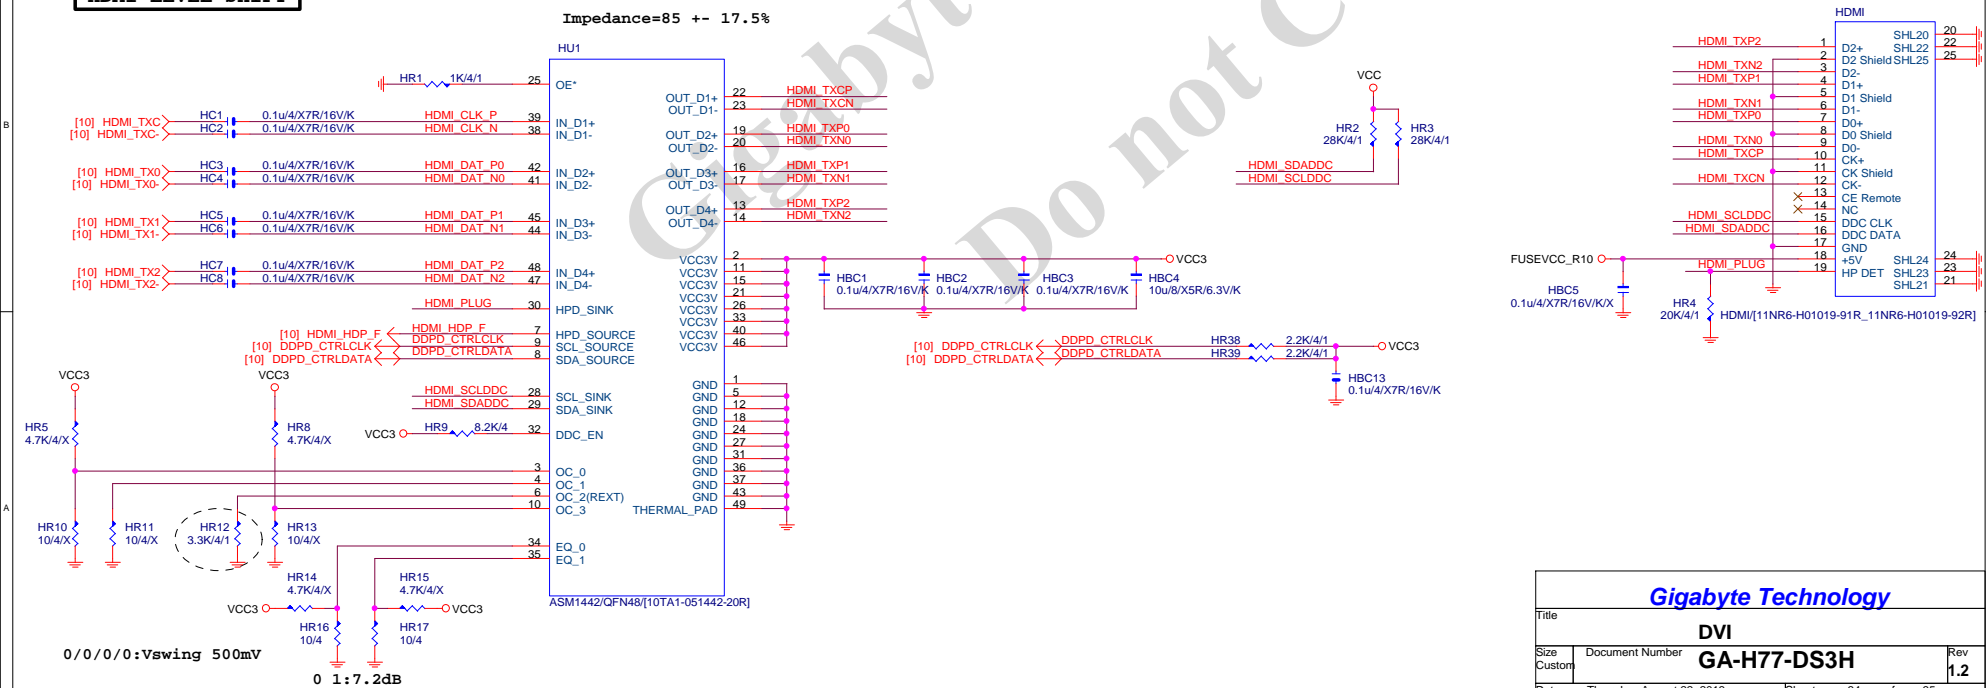 HDMI LEVEL SHIFT
Impedance=85 +- 17.5%
HU1
HR1 1K/4/1 25 OE*
[10] HDMI_TXC HC1 0.1u/4/X7R/16V/K HDMI_CLK_P 39 IN_D1+
[10] HDMI_TXC- HC2 0.1u/4/X7R/16V/K HDMI_CLK_N 38 IN_D1-
[10] HDMI_TX0 HC3 0.1u/4/X7R/16V/K HDMI_DAT_P0 42 IN_D2+
[10] HDMI_TX0- HC4 0.1u/4/X7R/16V/K HDMI_DAT_N0 41 IN_D2-
[10] HDMI_TX1 HC5 0.1u/4/X7R/16V/K HDMI_DAT_P1 45 IN_D3+
[10] HDMI_TX1- HC6 0.1u/4/X7R/16V/K HDMI_DAT_N1 44 IN_D3-
[10] HDMI_TX2 HC7 0.1u/4/X7R/16V/K HDMI_DAT_P2 48 IN_D4+
[10] HDMI_TX2- HC8 0.1u/4/X7R/16V/K HDMI_DAT_N2 47 IN_D4-
HDMI_PLUG 30 HPD_SINK
[10] HDMI_HDP_F HDMI_HDP_F 7 HPD_SOURCE
[10] DDPD_CTRLCLK DDPD_CTRLCLK 9 SCL_SOURCE
[10] DDPD_CTRLDATA DDPD_CTRLDATA 8 SDA_SOURCE
HDMI_SCLDDC 28 SCL_SINK
HDMI_SDADDC 29 SDA_SINK
VCC3 HR9 8.2K/4 32 DDC_EN
3 OC_0
4 OC_1
6 OC_2(REXT)
10 OC_3
34 EQ_0
35 EQ_1
OUT_D1+ 22 HDMI_TXCP
OUT_D1- 23 HDMI_TXCN
OUT_D2+ 19 HDMI_TXP0
OUT_D2- 20 HDMI_TXN0
OUT_D3+ 16 HDMI_TXP1
OUT_D3- 17 HDMI_TXN1
OUT_D4+ 13 HDMI_TXP2
OUT_D4- 14 HDMI_TXN2
VCC3V 2
VCC3V 11
VCC3V 15
VCC3V 21
VCC3V 26
VCC3V 33
VCC3V 40
VCC3V 46
GND 1
GND 5
GND 12
GND 18
GND 24
GND 27
GND 31
GND 36
GND 37
GND 43
THERMAL_PAD 49
ASM1442/QFN48/[10TA1-051442-20R]
VCC3
HBC1
0.1u/4/X7R/16V/K
HBC2
0.1u/4/X7R/16V/K
HBC3
0.1u/4/X7R/16V/K
HBC4
10u/8/X5R/6.3V/K
VCC
HR2
28K/4/1
HR3
28K/4/1
HDMI_SDADDC
HDMI_SCLDDC
[10] DDPD_CTRLCLK DDPD_CTRLCLK HR38 2.2K/4/1 VCC3
[10] DDPD_CTRLDATA DDPD_CTRLDATA HR39 2.2K/4/1
HBC13
0.1u/4/X7R/16V/K
VCC3
HR5
4.7K/4/X
VCC3
HR8
4.7K/4/X
HR10
10/4/X
HR11
10/4/X
HR12
3.3K/4/1
HR13
10/4/X
HR14
4.7K/4/X
VCC3
HR15
4.7K/4/X
VCC3
HR16
10/4
HR17
10/4
0/0/0/0:Vswing 500mV
0 1:7.2dB
HDMI
HDMI_TXP2 1 D2+
2 D2 Shield
HDMI_TXN2 3 D2-
HDMI_TXP1 4 D1+
5 D1 Shield
HDMI_TXN1 6 D1-
HDMI_TXP0 7 D0+
8 D0 Shield
HDMI_TXN0 9 D0-
HDMI_TXCP 10 CK+
11 CK Shield
HDMI_TXCN 12 CK-
13 CE Remote
14 NC
HDMI_SCLDDC 15 DDC CLK
HDMI_SDADDC 16 DDC DATA
17 GND
FUSEVCC_R10 18 +5V
HDMI_PLUG 19 HP DET
SHL20 20
SHL22 22
SHL25 25
SHL24 24
SHL23 23
SHL21 21
HBC5
0.1u/4/X7R/16V/K/X
HR4
20K/4/1
HDMI/[11NR6-H01019-91R_11NR6-H01019-92R]
B
A
Gigabyt
Do not C
Gigabyte Technology
Title
DVI
Size
Custom
Document Number
GA-H77-DS3H
Rev
1.2